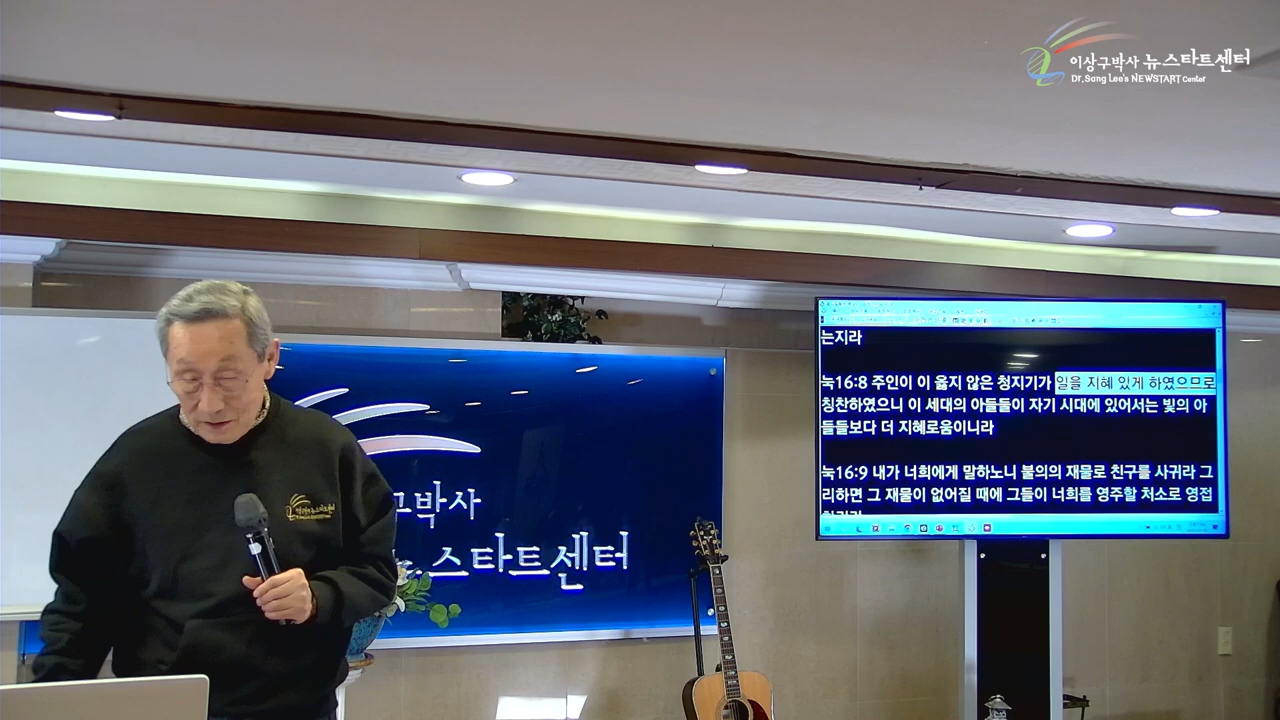 이상구박사 뉴스타트센터
Dr. Sang Lee's NEWSTART Center
는지라
눅16:8 주인이 이 옳지 않은 청지기가 일을 지혜 있게 하였으므로
칭찬하였으니 이 세대의 아들들이 자기 시대에 있어서는 빛의 아
들들보다 더 지혜로움이니라
눅16:9 내가 너희에게 말하노니 불의의 재물로 친구를 사귀라 그
리하면 그 재물이 없어질 때에 그들이 너희를 영주할 처소로 영접
구박사
뉴스타트센터